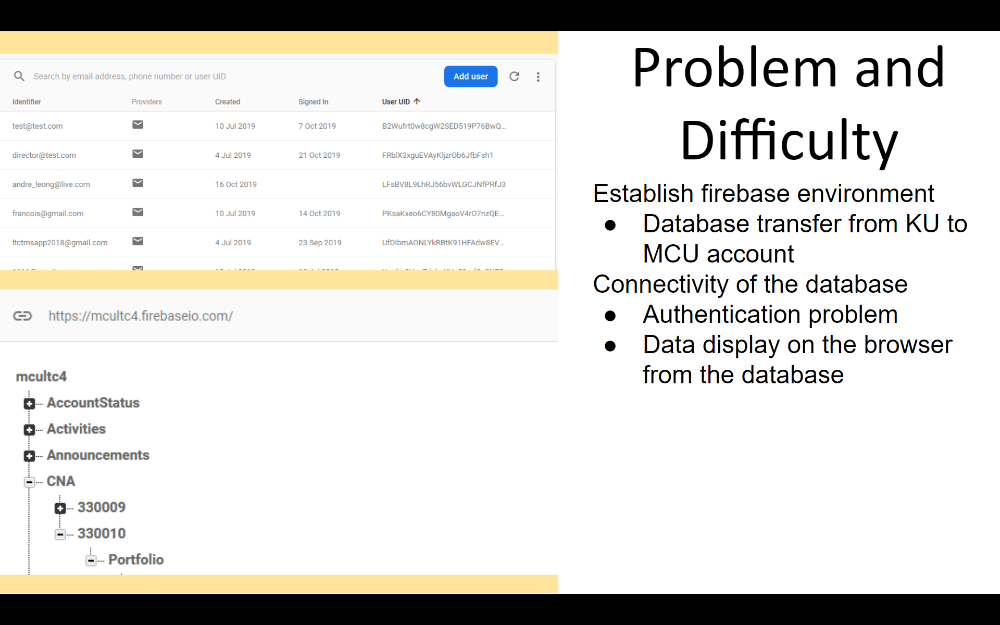 Search by email address, phone number or user UID Add user
Identifier Providers Created Signed In User UID
test@test.com 10 Jul 2019 7 Oct 2019 B2Wufrt0w8cgW2SED519P76BwQ...
director@test.com 4 Jul 2019 21 Oct 2019 FRblX3xguEVAyKljzrOb6JfbFsh1
andre_leong@live.com 16 Oct 2019 LFsBV8L9LhRJ56bvWLGCJNfPRfJ3
francois@gmail.com 10 Jul 2019 14 Oct 2019 PKsaKxeo6CY80MgaoV4rO7nzQE...
ltctmsapp2018@gmail.com 4 Jul 2019 23 Sep 2019 UfDIbmAONLYkRBtK91HFAdw8EV...
https://mcultc4.firebaseio.com/
mcultc4
AccountStatus
Activities
Announcements
CNA
330009
330010
Portfolio
Problem and
Difficulty
Establish firebase environment
● Database transfer from KU to
MCU account
Connectivity of the database
● Authentication problem
● Data display on the browser
from the database